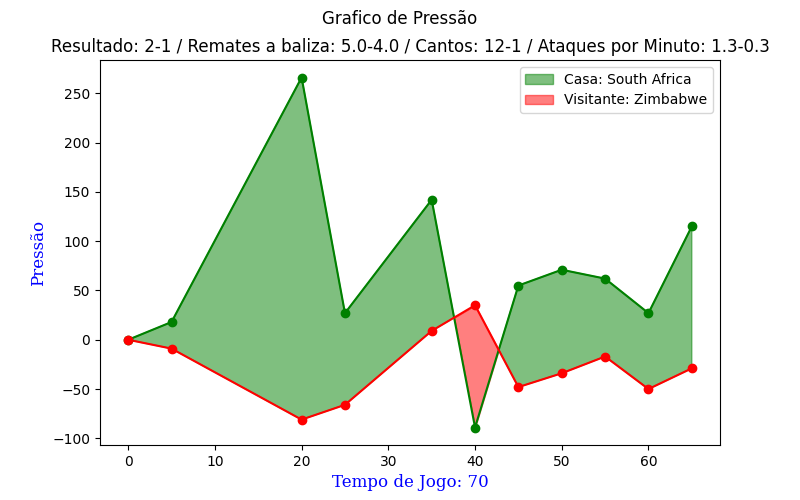 Grafico de Pressão
Resultado: 2-1 / Remates a baliza: 5.0-4.0 / Cantos: 12-1 / Ataques por Minuto: 1.3-0.3
Casa: South Africa
Visitante: Zimbabwe
250
200
150
100
50
0
−50
−100
Pressão
0 10 20 30 40 50 60
Tempo de Jogo: 70